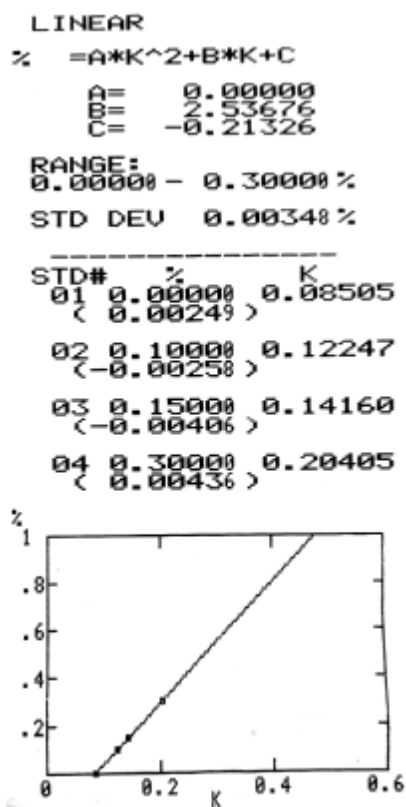 LINEAR
% =A*K^2+B*K+C
A= 0.00000
B= 2.53676
C= -0.21326
RANGE:
0.00000 - 0.30000 %
STD DEV 0.00348 %
STD# % K
01 0.00000 0.08505
( 0.00249 )
02 0.10000 0.12247
(-0.00258 )
03 0.15000 0.14160
(-0.00406 )
04 0.30000 0.20405
( 0.00436 )
%
1
.8
.6
.4
.2
0 0.2 0.4 0.6
K